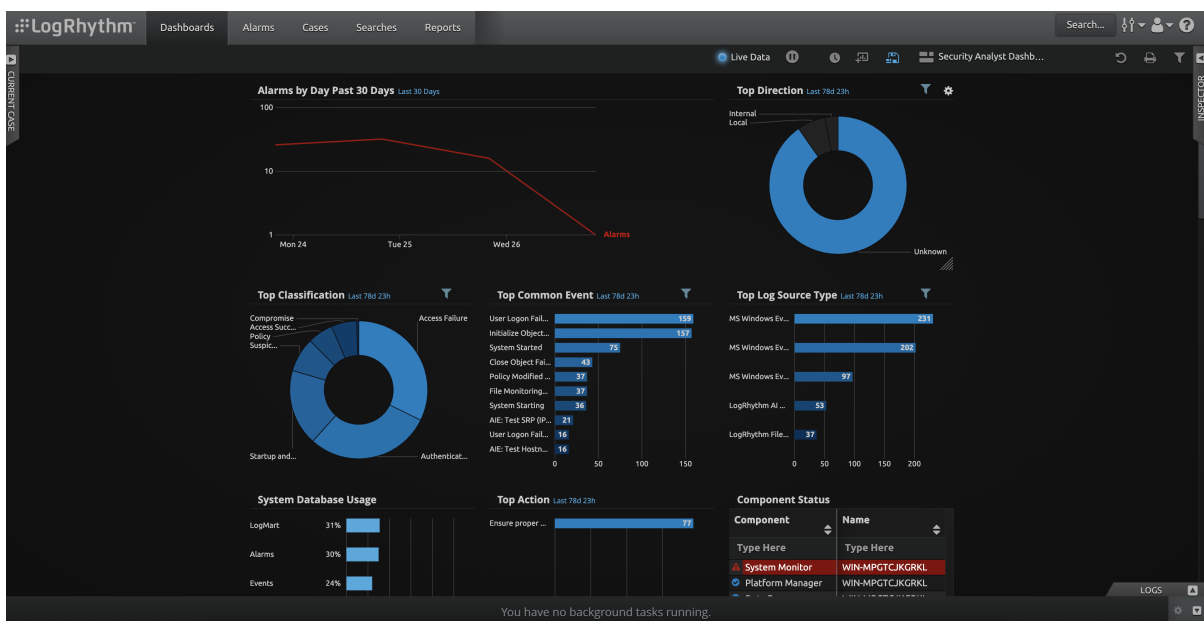 LogRhythm
Dashboards Alarms Cases Searches Reports Search...
Live Data Security Analyst Dashb...
CURRENT CASE
INSPECTOR
Alarms by Day Past 30 Days Last 30 Days
100
10
1
Mon 24 Tue 25 Wed 26
Alarms
Top Direction Last 78d 23h
Internal
Local
Unknown
Top Classification Last 78d 23h
Compromise
Access Succ...
Policy
Suspic...
Access Failure
Startup and...
Authenticat...
Top Common Event Last 78d 23h
User Logon Fail... 159
Initialize Object... 157
System Started 75
Close Object Fai... 43
Policy Modified ... 37
File Monitoring... 37
System Starting 36
AIE: Test SRP (IP... 21
User Logon Fail... 16
AIE: Test Hostn... 16
0 50 100 150
Top Log Source Type Last 78d 23h
MS Windows Ev... 231
MS Windows Ev... 202
MS Windows Ev... 97
LogRhythm AI ... 53
LogRhythm File... 37
0 50 100 150 200
System Database Usage
LogMart 31%
Alarms 30%
Events 24%
Top Action Last 78d 23h
Ensure proper ... 77
Component Status
Component Name
Type Here Type Here
System Monitor WIN-MPGTCJKGRKL
Platform Manager WIN-MPGTCJKGRKL
LOGS
You have no background tasks running.